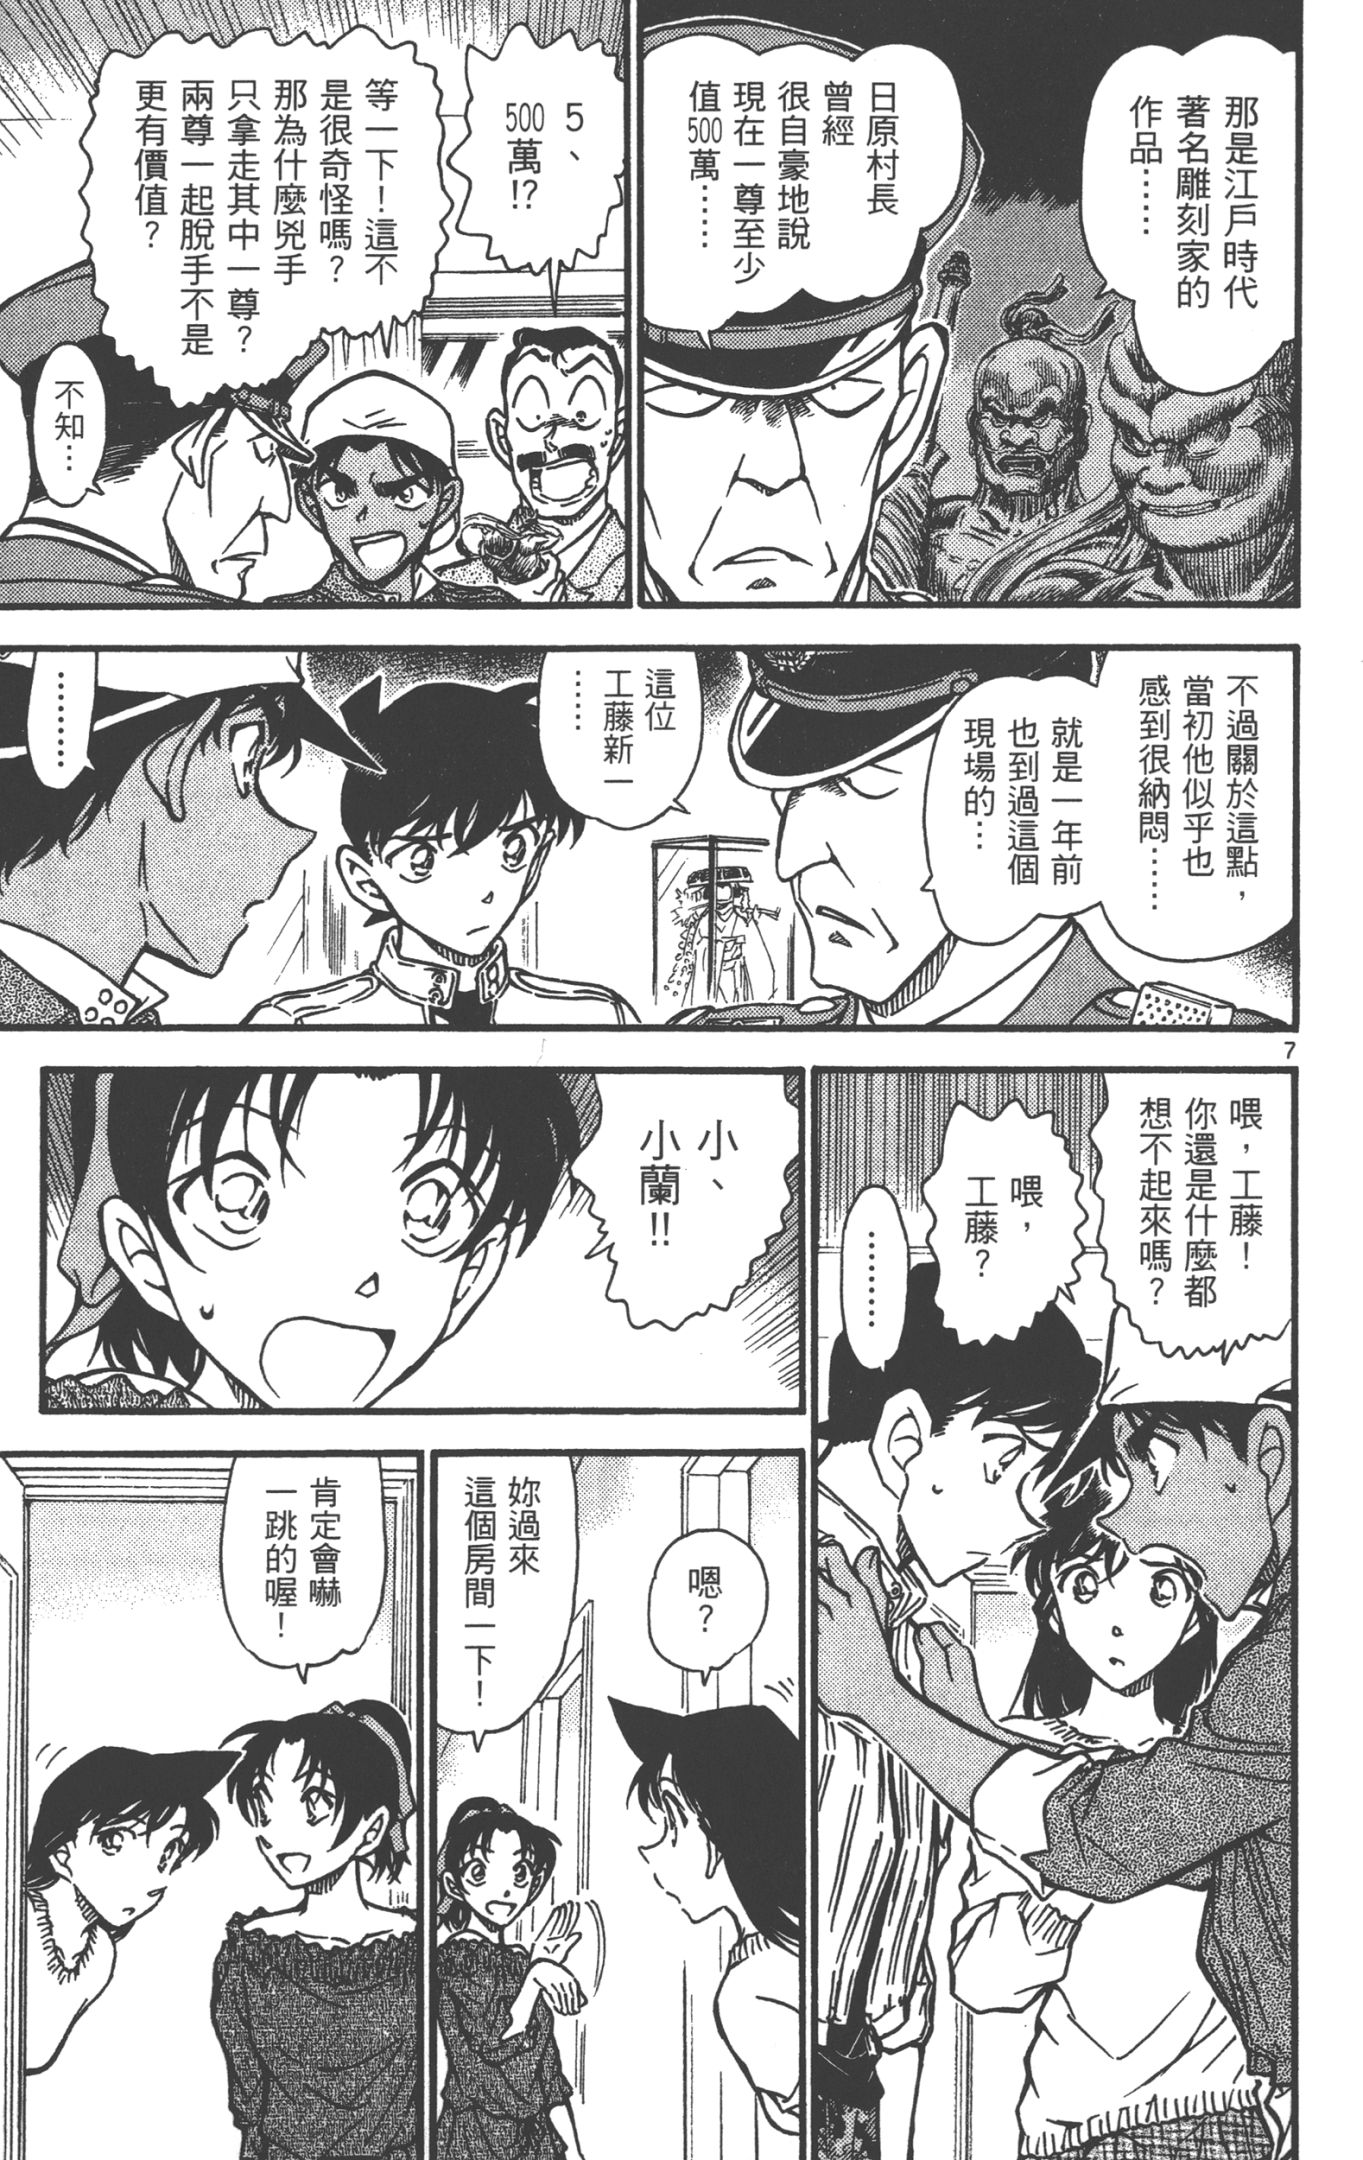 那是江戶時代
著名雕刻家的
作品……
日原村長
曾經
很自豪地說
現在一尊至少
值500萬……
5、
500萬!?
等一下！這不
是很奇怪嗎？
那為什麼兇手
只拿走其中一尊？
兩尊一起脫手不是
更有價值？
不知…
不過關於這點，
當初他似乎也
感到很納悶……
就是一年前
也到過這個
現場的…
這位
工藤新一
……
………
7
喂，工藤！
你還是什麼都
想不起來嗎？
喂，
工藤？
………
小、
小蘭!!
嗯？
妳過來
這個房間一下！
肯定會嚇
一跳的喔！